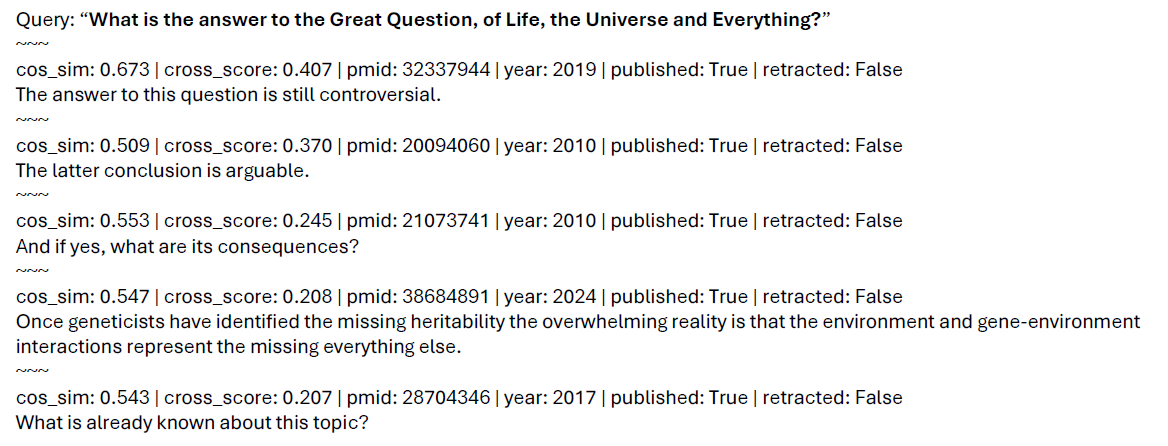 Query: “What is the answer to the Great Question, of Life, the Universe and Everything?”
~~~
cos_sim: 0.673 | cross_score: 0.407 | pmid: 32337944 | year: 2019 | published: True | retracted: False
The answer to this question is still controversial.
~~~
cos_sim: 0.509 | cross_score: 0.370 | pmid: 20094060 | year: 2010 | published: True | retracted: False
The latter conclusion is arguable.
~~~
cos_sim: 0.553 | cross_score: 0.245 | pmid: 21073741 | year: 2010 | published: True | retracted: False
And if yes, what are its consequences?
~~~
cos_sim: 0.547 | cross_score: 0.208 | pmid: 38684891 | year: 2024 | published: True | retracted: False
Once geneticists have identified the missing heritability the overwhelming reality is that the environment and gene-environment
interactions represent the missing everything else.
~~~
cos_sim: 0.543 | cross_score: 0.207 | pmid: 28704346 | year: 2017 | published: True | retracted: False
What is already known about this topic?